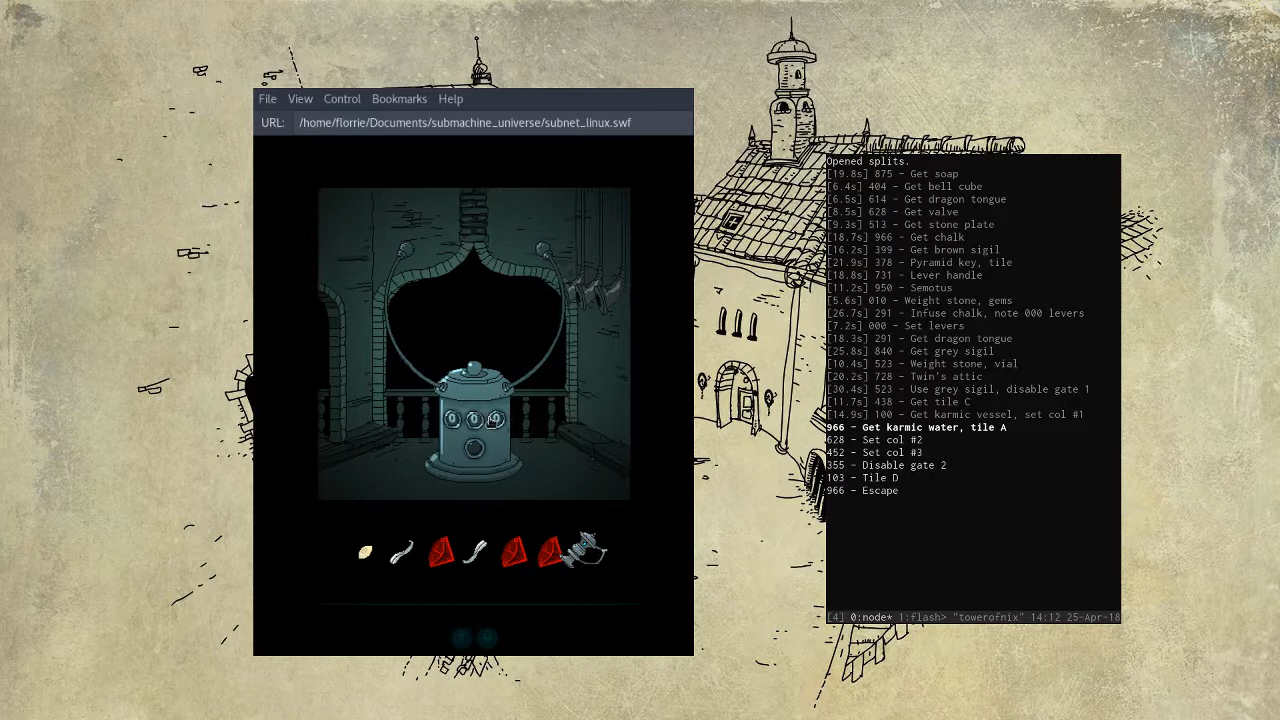 File View Control Bookmarks Help
URL: /home/florrie/Documents/submachine_universe/subnet_linux.swf
0 0 0
Opened splits.
[19.8s] 875 - Get soap
[6.4s] 404 - Get bell cube
[6.5s] 614 - Get dragon tongue
[8.5s] 628 - Get valve
[9.3s] 513 - Get stone plate
[18.7s] 966 - Get chalk
[16.2s] 399 - Get brown sigil
[21.9s] 378 - Pyramid key, tile
[18.8s] 731 - Lever handle
[11.2s] 950 - Semotus
[5.6s] 010 - Weight stone, gems
[26.7s] 291 - Infuse chalk, note 000 levers
[7.2s] 000 - Set levers
[18.3s] 291 - Get dragon tongue
[25.8s] 840 - Get grey sigil
[10.4s] 523 - Weight stone, vial
[20.2s] 728 - Twin's attic
[30.4s] 523 - Use grey sigil, disable gate 1
[11.7s] 438 - Get tile C
[14.9s] 100 - Get karmic vessel, set col #1
966 - Get karmic water, tile A
628 - Set col #2
452 - Set col #3
355 - Disable gate 2
103 - Tile D
966 - Escape
[4] 0:node* 1:flash> "towerofnix" 14:12 25-Apr-18